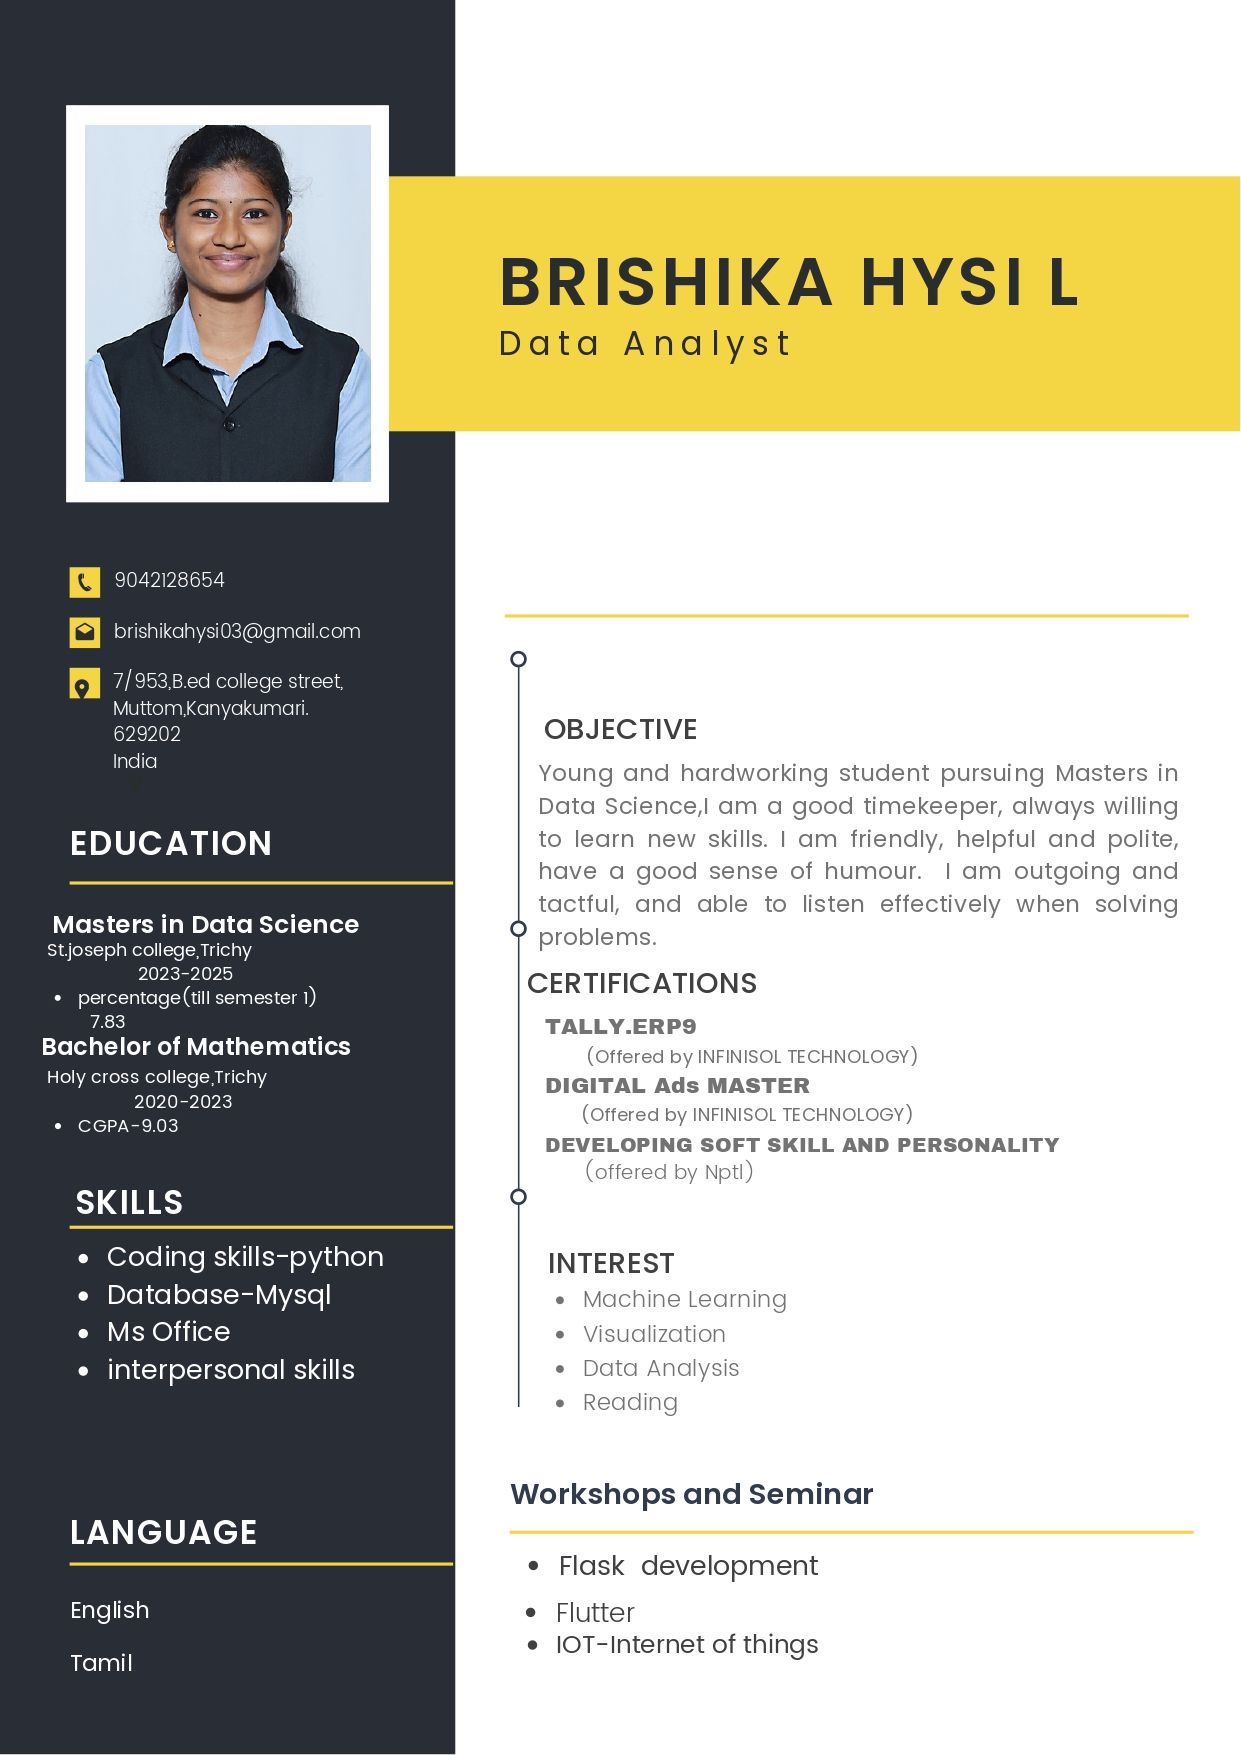 BRISHIKA HYSI L
Data Analyst
9042128654
brishikahysi03@gmail.com
7/953,B.ed college street,
Muttom,Kanyakumari.
629202
India
EDUCATION
Masters in Data Science
St.joseph college,Trichy
2023-2025
• percentage(till semester 1)
7.83
Bachelor of Mathematics
Holy cross college,Trichy
2020-2023
• CGPA-9.03
SKILLS
• Coding skills-python
• Database-Mysql
• Ms Office
• interpersonal skills
LANGUAGE
English
Tamil
OBJECTIVE
Young and hardworking student pursuing Masters in
Data Science,I am a good timekeeper, always willing
to learn new skills. I am friendly, helpful and polite,
have a good sense of humour. I am outgoing and
tactful, and able to listen effectively when solving
problems.
CERTIFICATIONS
TALLY.ERP9
(Offered by INFINISOL TECHNOLOGY)
DIGITAL Ads MASTER
(Offered by INFINISOL TECHNOLOGY)
DEVELOPING SOFT SKILL AND PERSONALITY
(offered by Nptl)
INTEREST
• Machine Learning
• Visualization
• Data Analysis
• Reading
Workshops and Seminar
• Flask development
• Flutter
• IOT-Internet of things